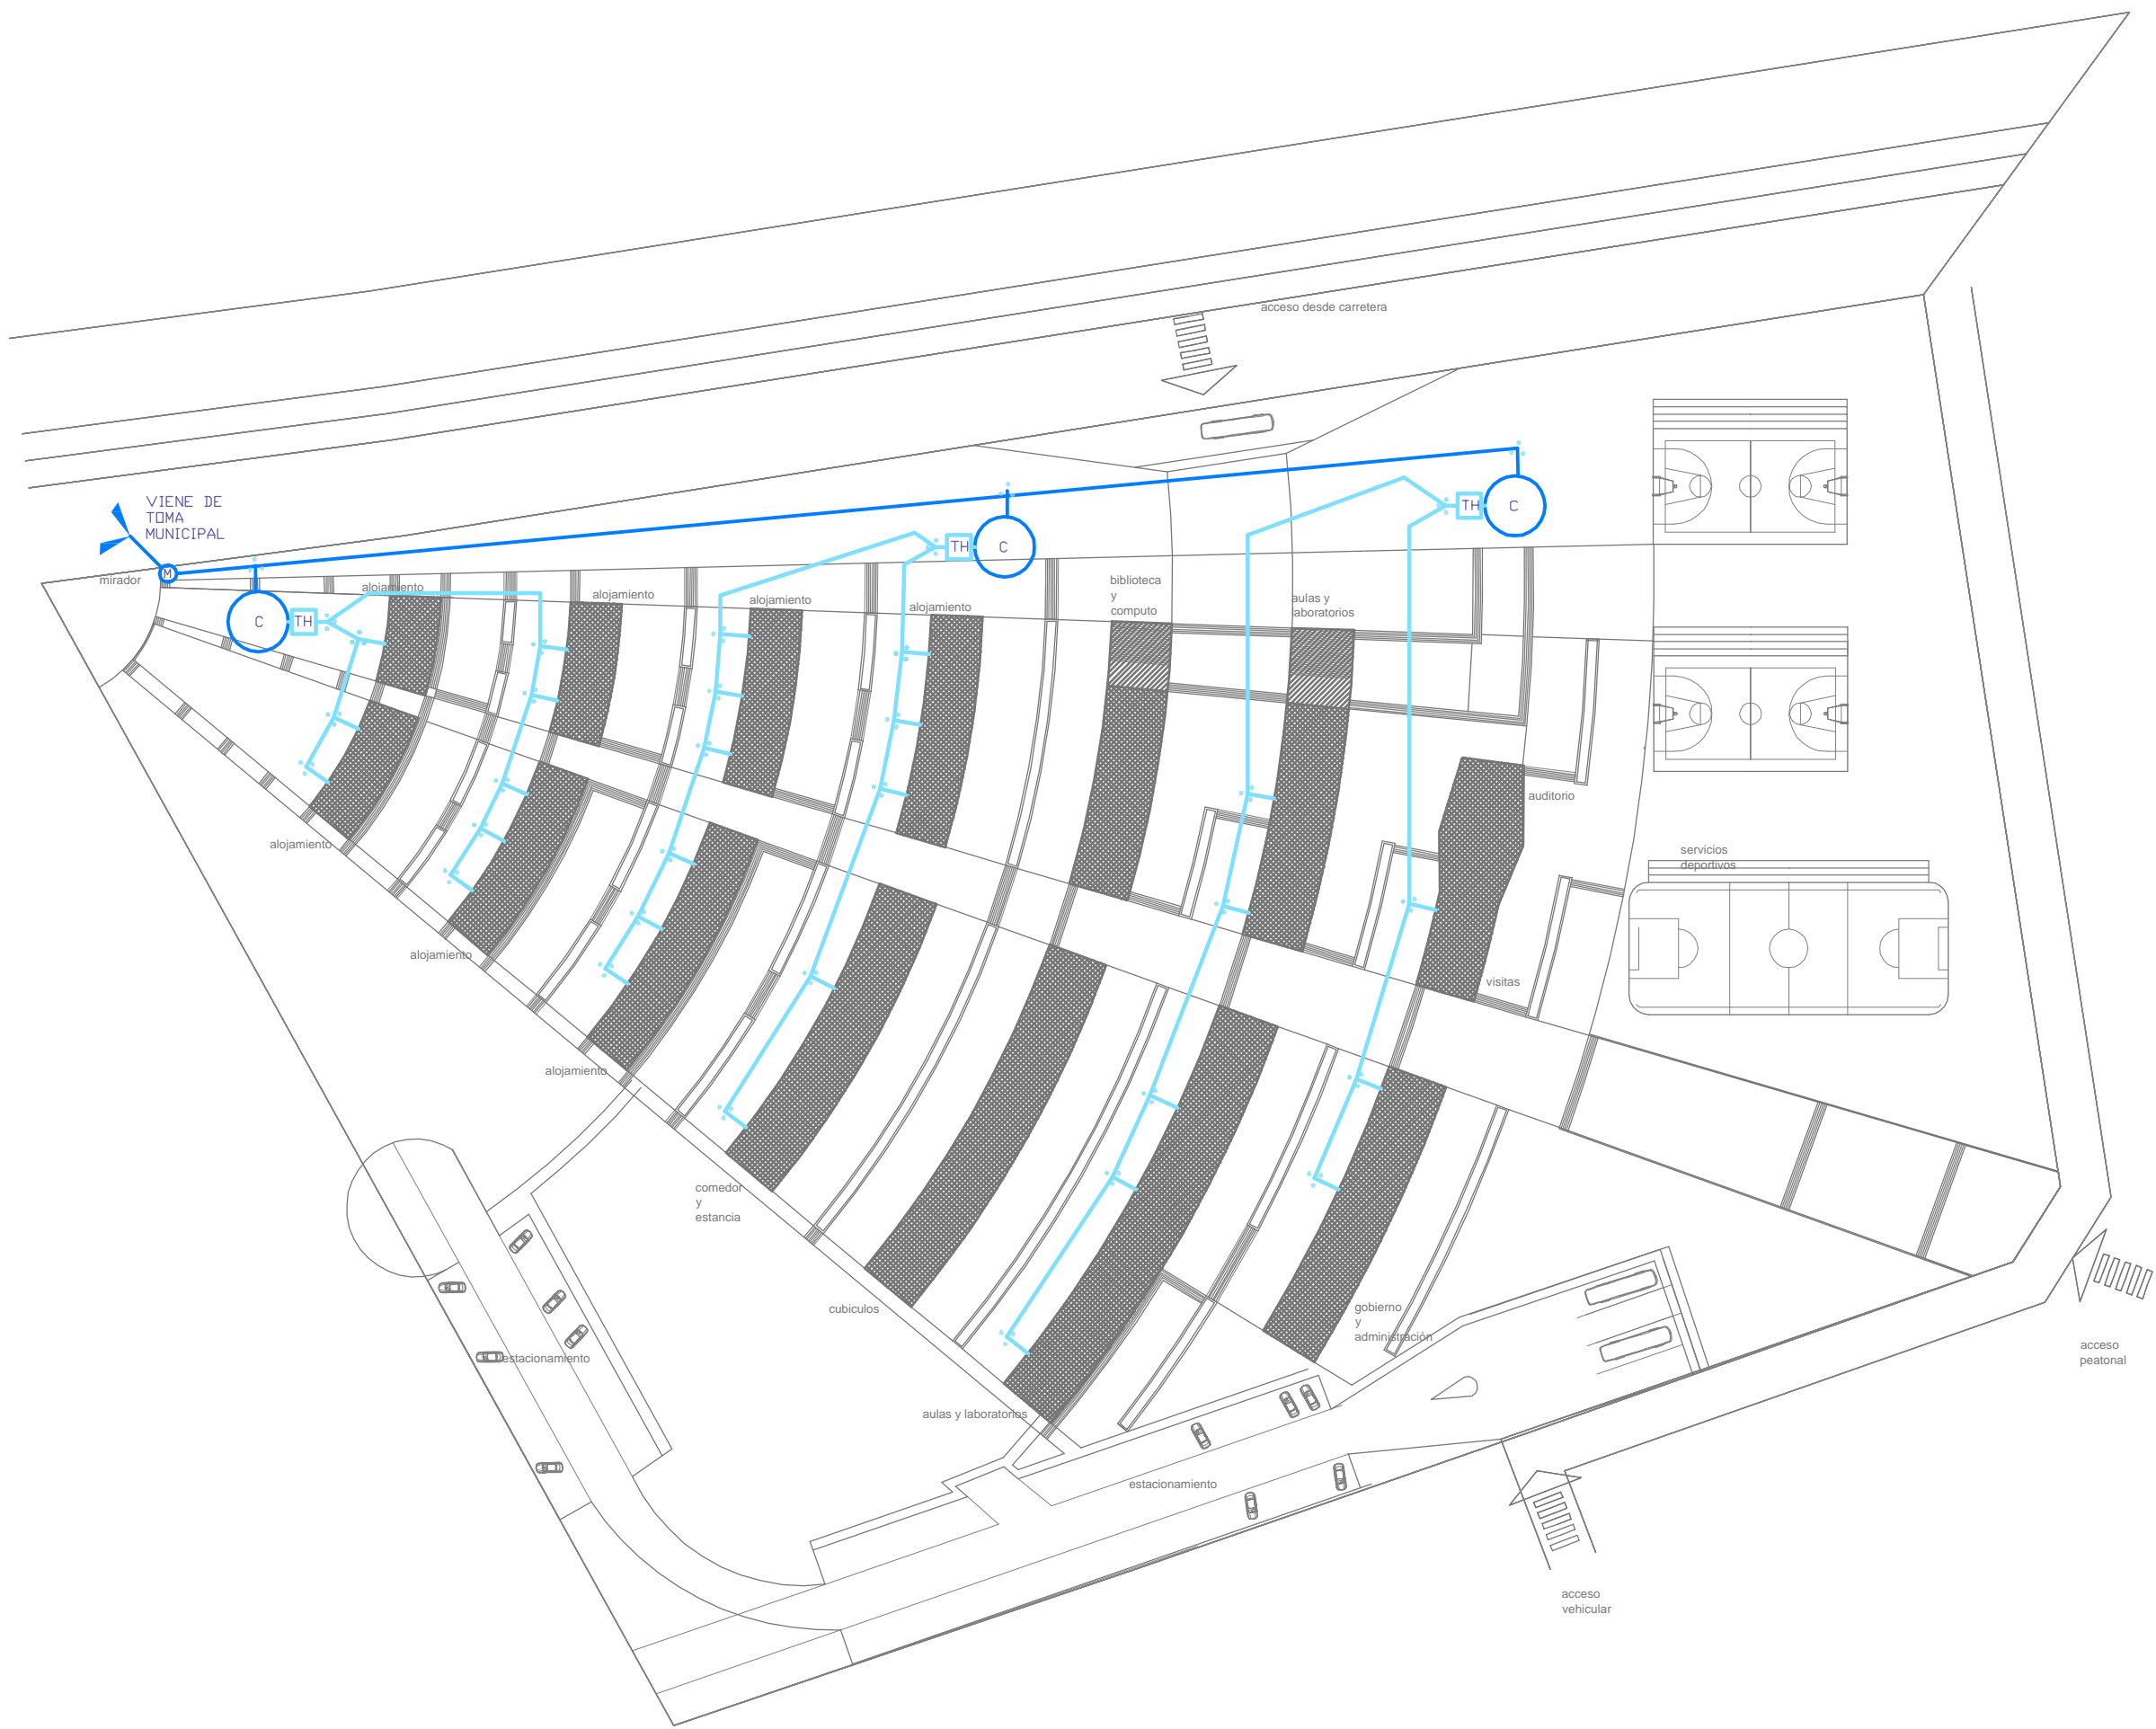 acceso desde carretera
VIENE DE
TOMA
MUNICIPAL
C
TH
TH
C
M
mirador
C
TH
alojamiento
alojamiento
alojamiento
alojamiento
biblioteca
y
computo
aulas y
laboratorios
auditorio
alojamiento
servicios
deportivos
alojamiento
visitas
alojamiento
comedor
y
estancia
cubiculos
gobierno
y
administración
acceso
peatonal
estacionamiento
aulas y laboratorios
estacionamiento
acceso
vehicular